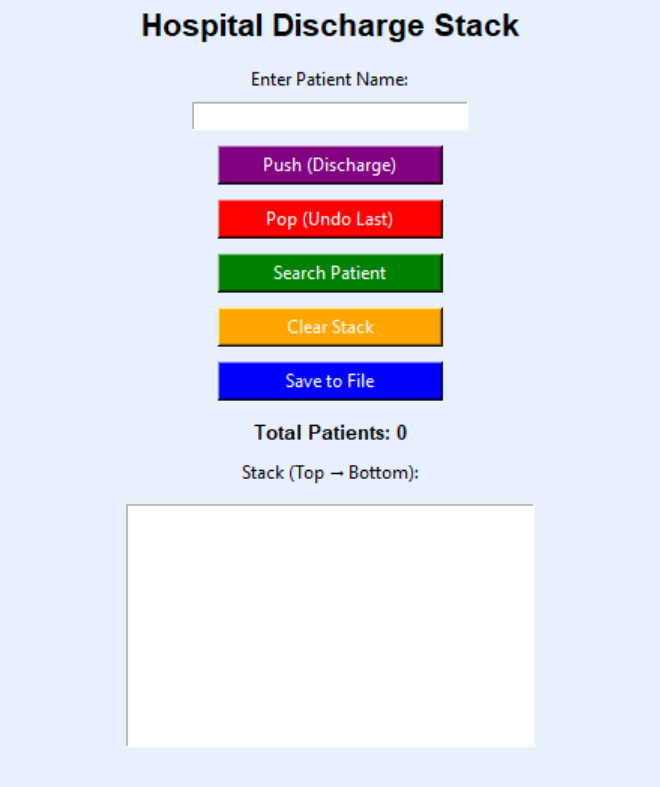 Hospital Discharge Stack
Enter Patient Name:
Push (Discharge)
Pop (Undo Last)
Search Patient
Clear Stack
Save to File
Total Patients: 0
Stack (Top → Bottom):